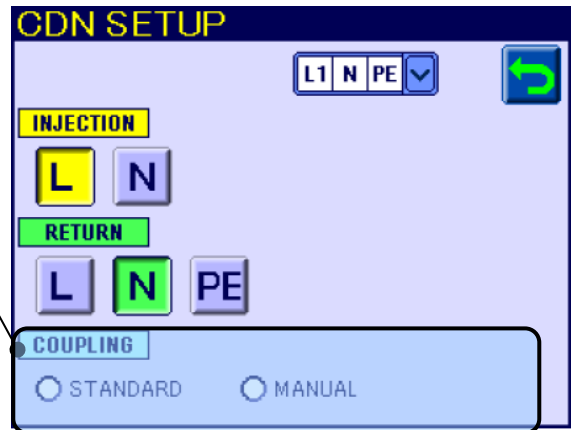 CDN SETUP
L1 N PE
INJECTION
L N
RETURN
L N PE
COUPLING
STANDARD MANUAL